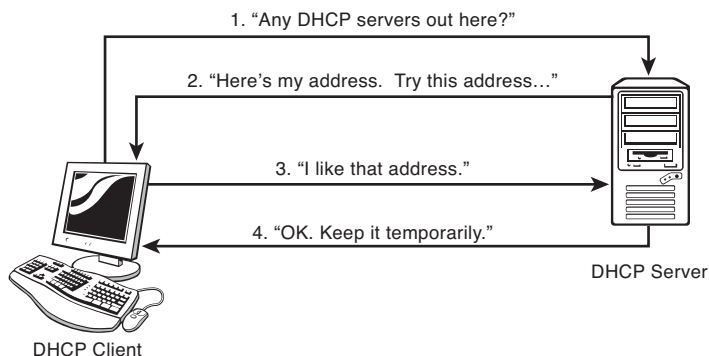 1. “Any DHCP servers out here?”
2. “Here’s my address.  Try this address…”
3. “I like that address.”
4. “OK. Keep it temporarily.”
DHCP Server
DHCP Client